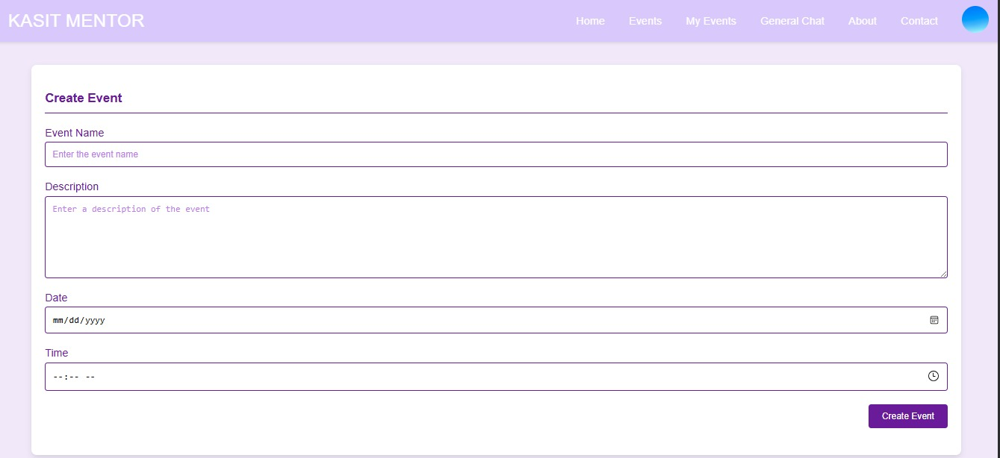 KASIT MENTOR
Home Events My Events General Chat About Contact
Create Event
Event Name
Enter the event name
Description
Enter a description of the event
Date
mm/dd/yyyy
Time
--:-- --
Create Event